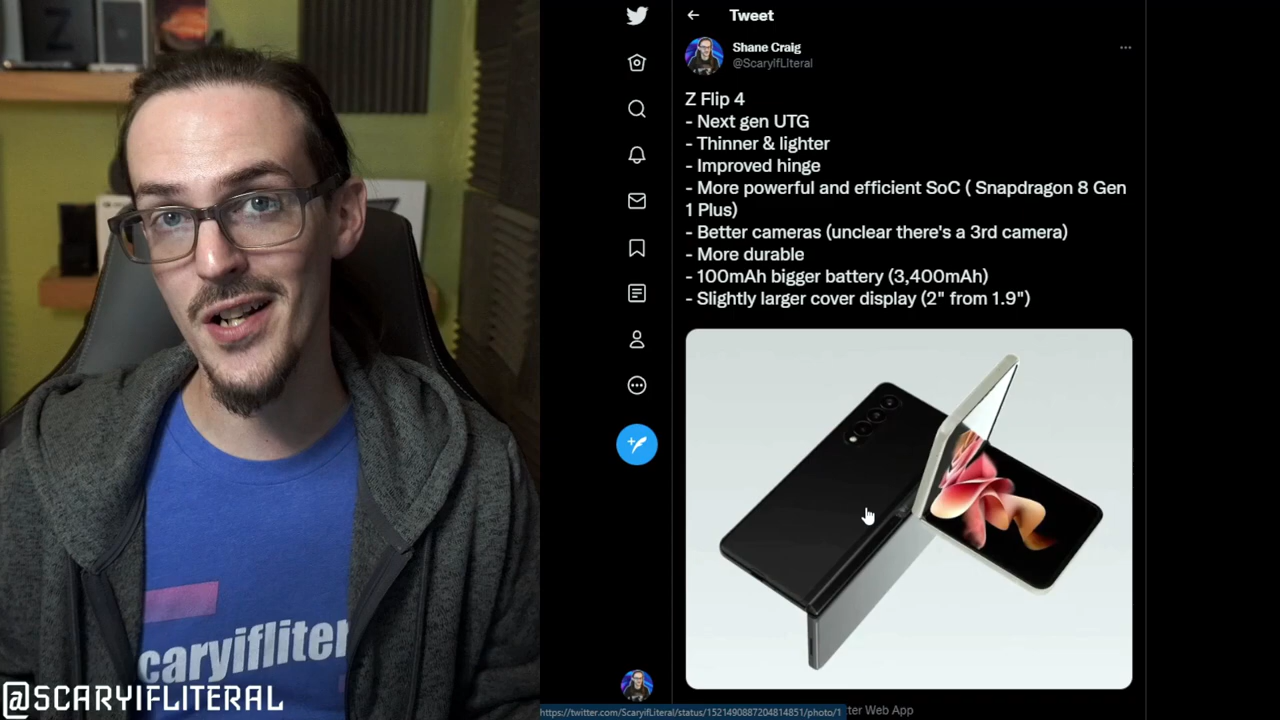 Tweet
Shane Craig
@ScaryIfLiteral
Z Flip 4
- Next gen UTG
- Thinner & lighter
- Improved hinge
- More powerful and efficient SoC ( Snapdragon 8 Gen
1 Plus)
- Better cameras (unclear there's a 3rd camera)
- More durable
- 100mAh bigger battery (3,400mAh)
- Slightly larger cover display (2" from 1.9")
caryifliter
@SCARYIFLITERAL
https://twitter.com/ScaryifLiteral/status/1521490887204814851/photo/1
ter Web App